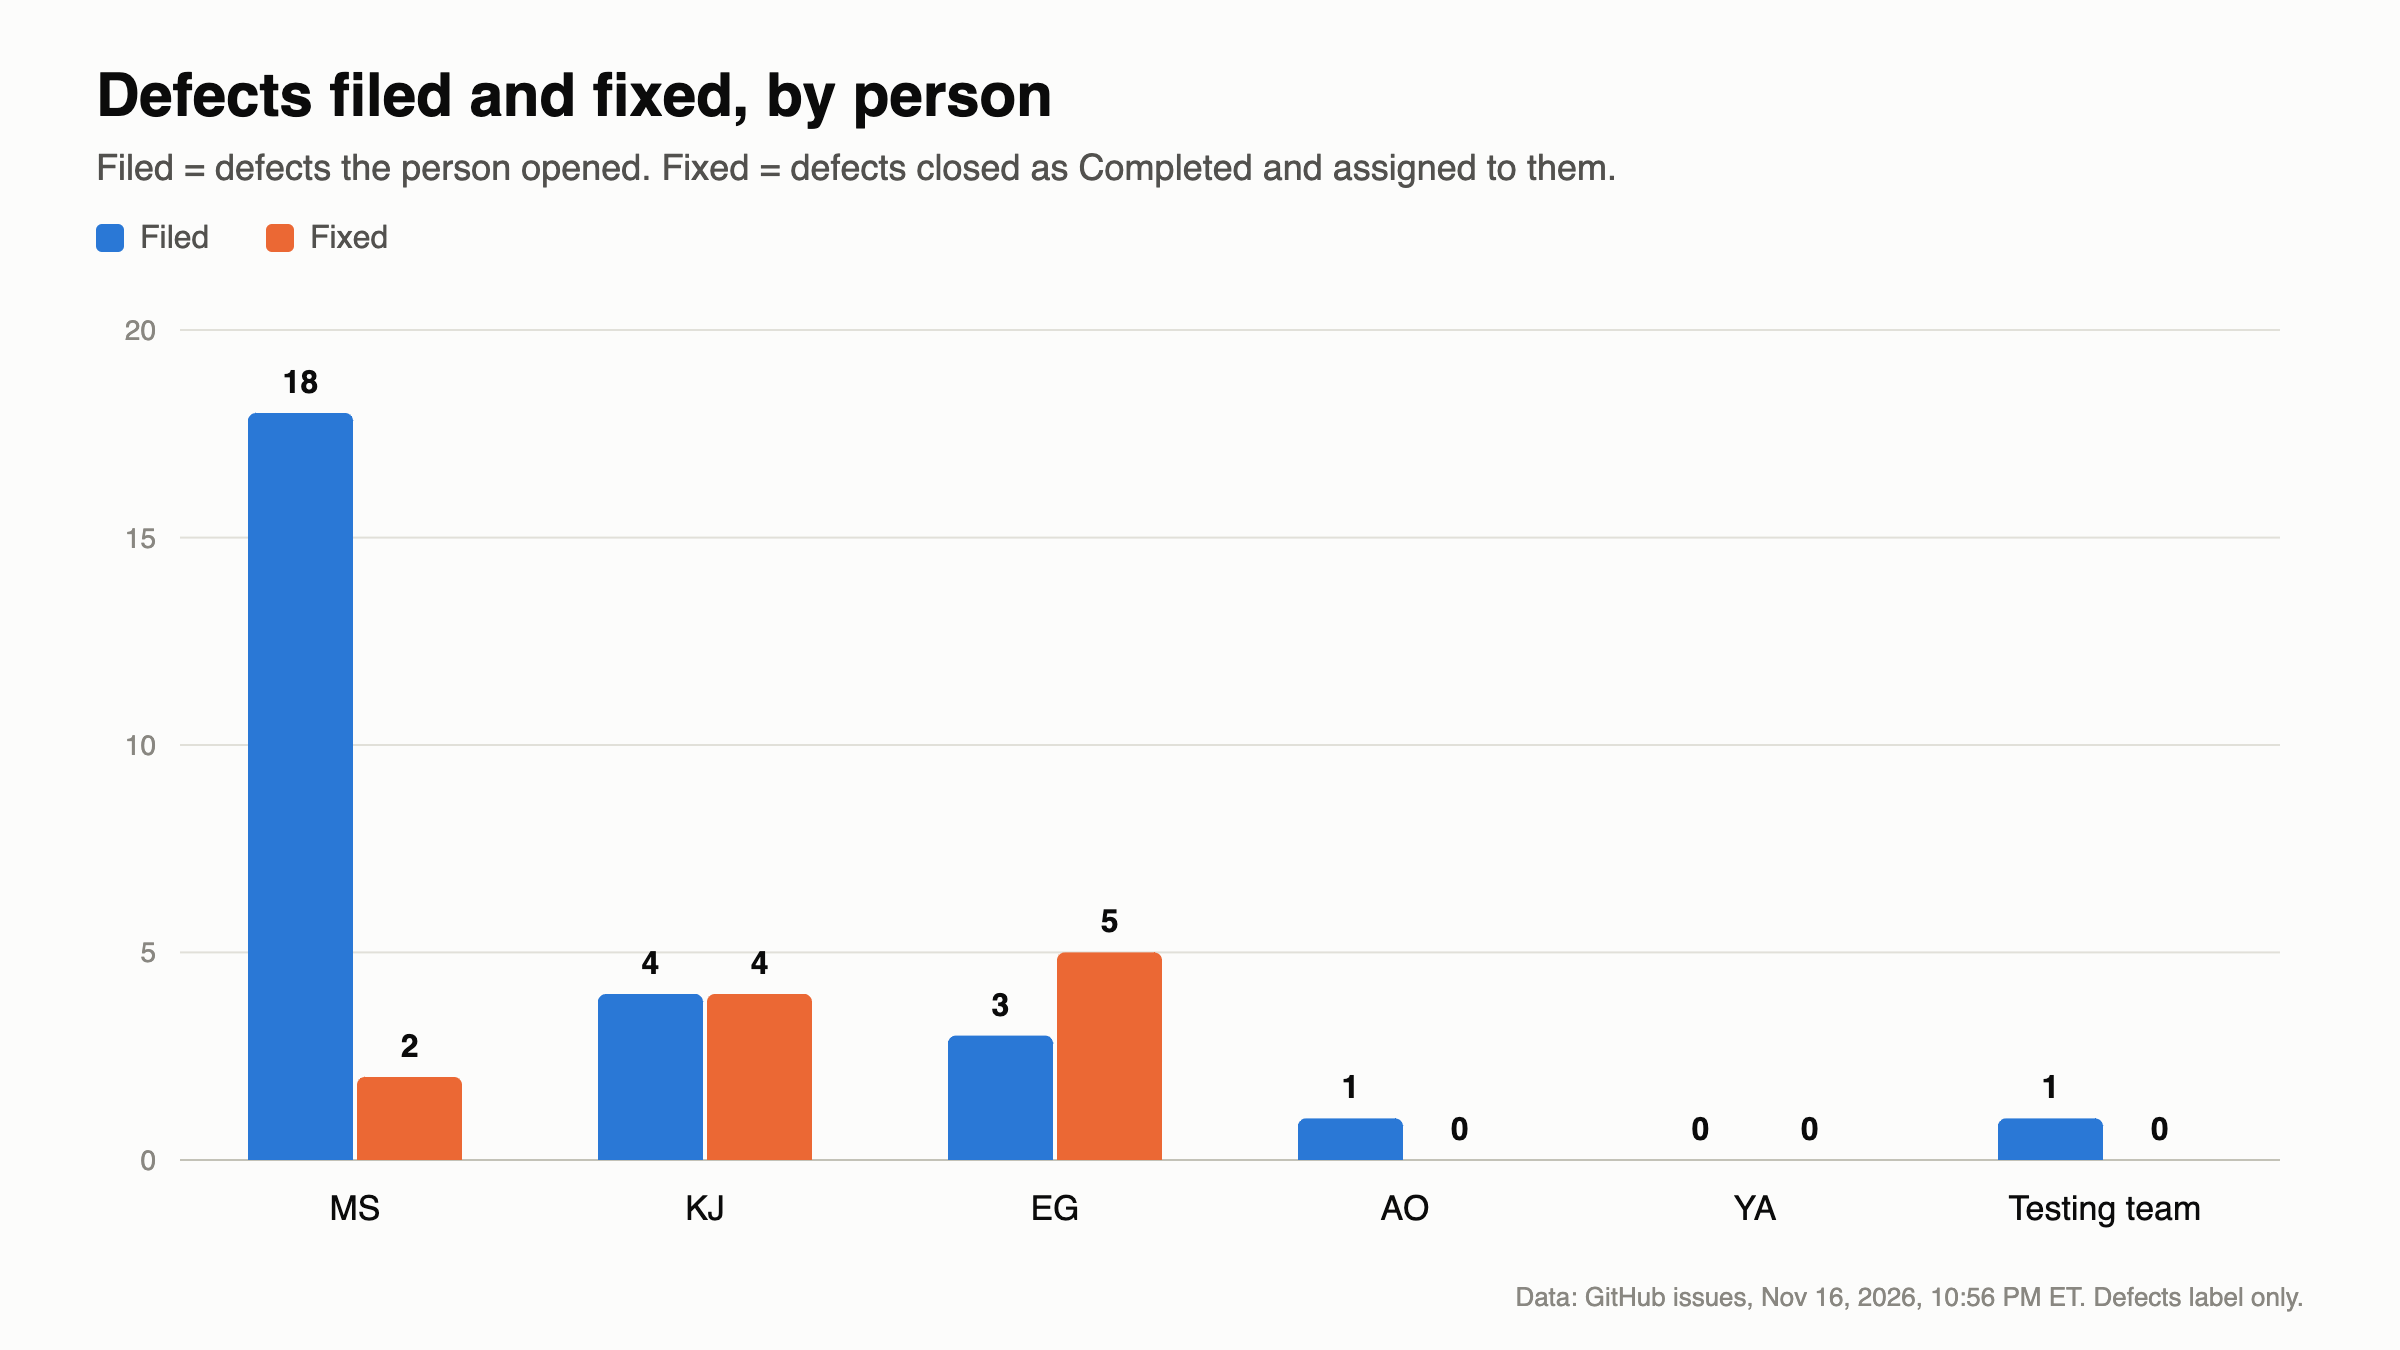 Defects filed and fixed, by person
Filed = defects the person opened. Fixed = defects closed as Completed and assigned to them.
Filed Fixed
20
18
15
10
5
5
4 4
3
2
1 1
0 0 0 0
0
MS KJ EG AO YA Testing team
Data: GitHub issues, Nov 16, 2026, 10:56 PM ET. Defects label only.